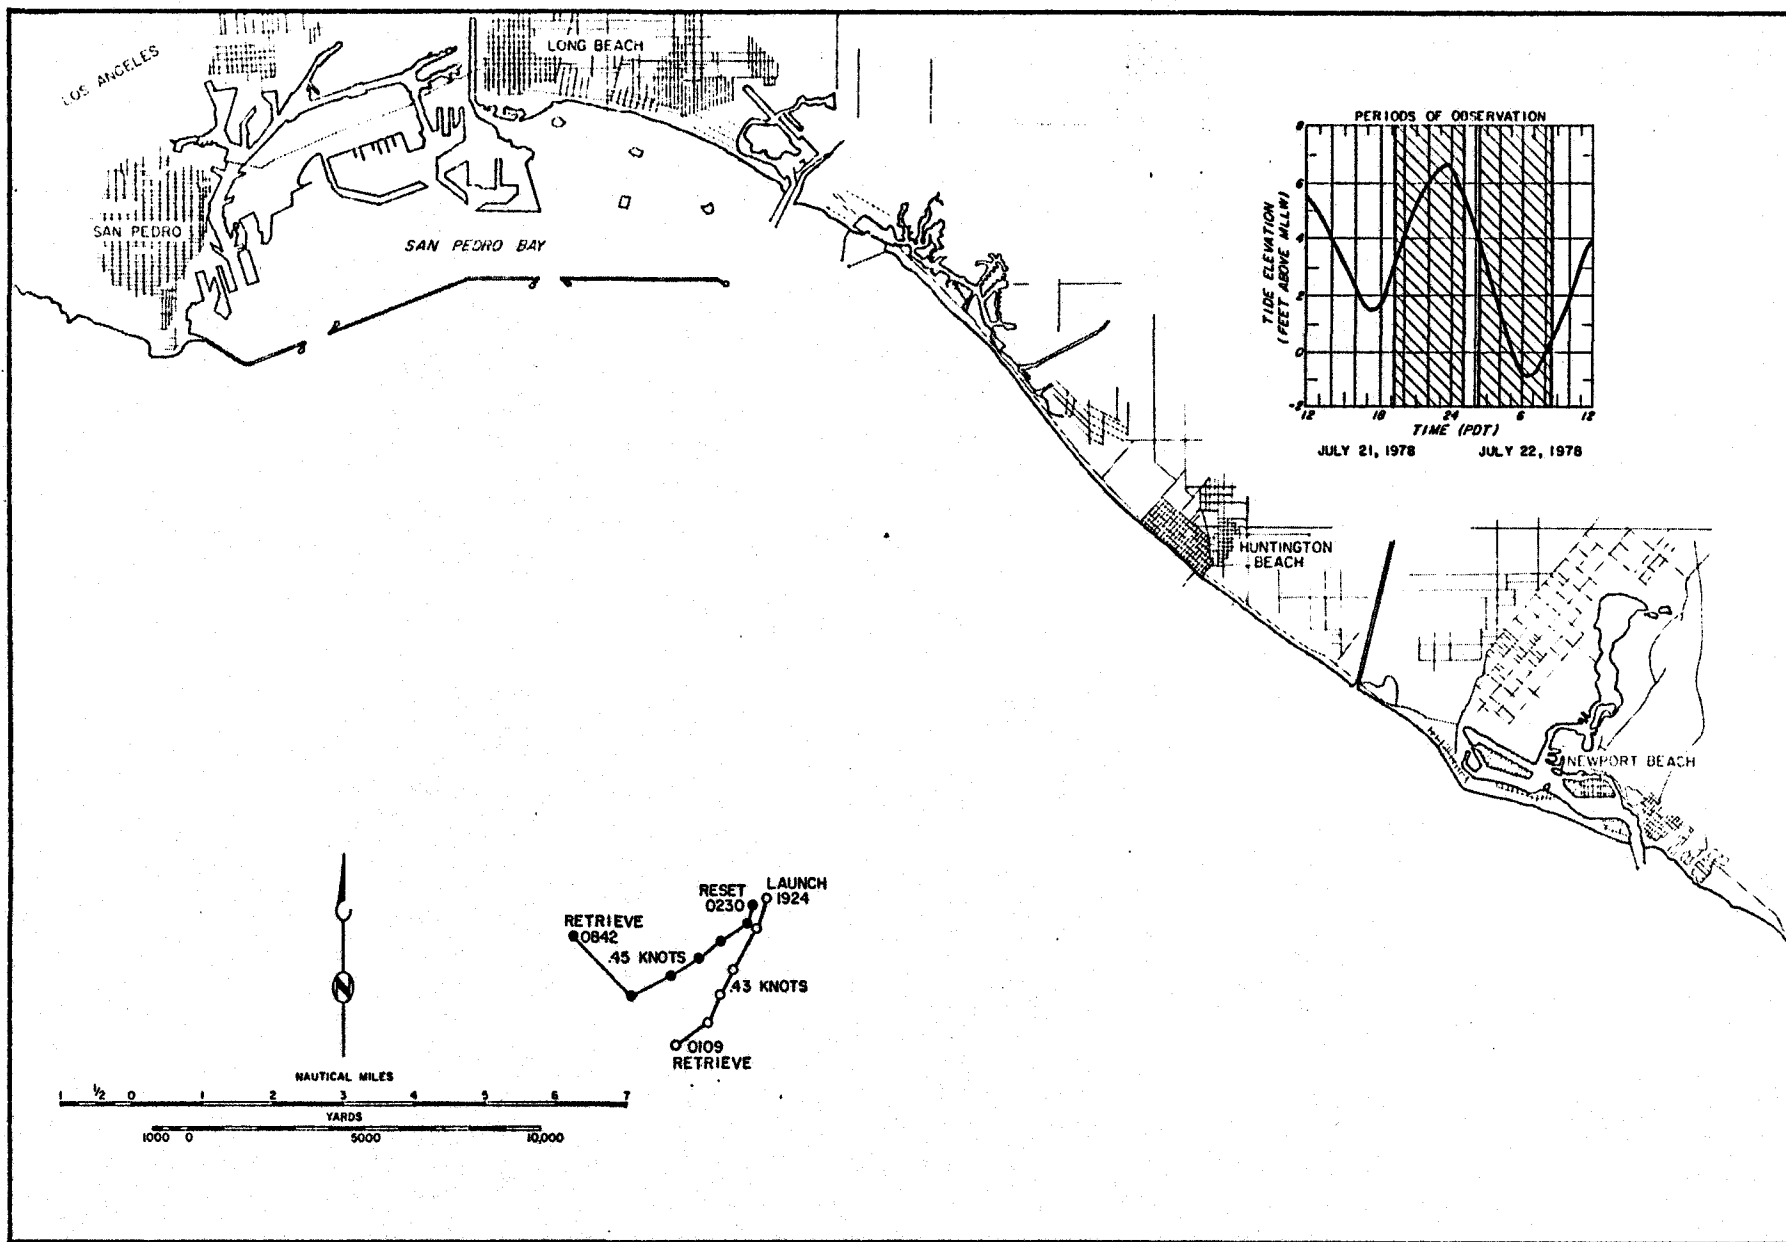 LOS ANGELES
LONG BEACH
SAN PEDRO
SAN PEDRO BAY
HUNTINGTON
BEACH
NEWPORT BEACH
PERIODS OF OBSERVATION
8
6
4
2
0
-2
TIDE ELEVATION
(FEET ABOVE MLLW)
12 18 24 6 12
TIME (PDT)
JULY 21, 1978 JULY 22, 1978
LAUNCH
1924
RESET
0230
RETRIEVE
0842
.45 KNOTS
.43 KNOTS
0109
RETRIEVE
N
NAUTICAL MILES
1 1/2 0 1 2 3 4 5 6 7
YARDS
1000 0 5000 10,000